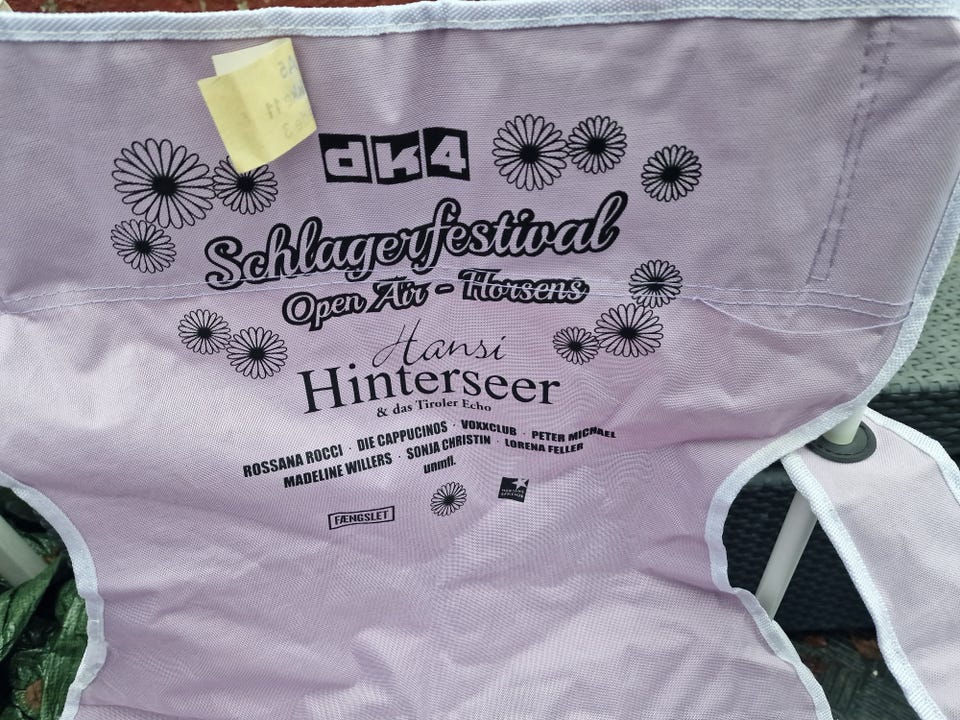 dk4
Schlagerfestival
Open Air - Horsens
Hansi
Hinterseer
& das Tiroler Echo
ROSSANA ROCCI · DIE CAPPUCINOS · VOXXCLUB · PETER MICHAEL
MADELINE WILLERS · SONJA CHRISTIN · LORENA FELLER
unmfl.
FÆNGSLET